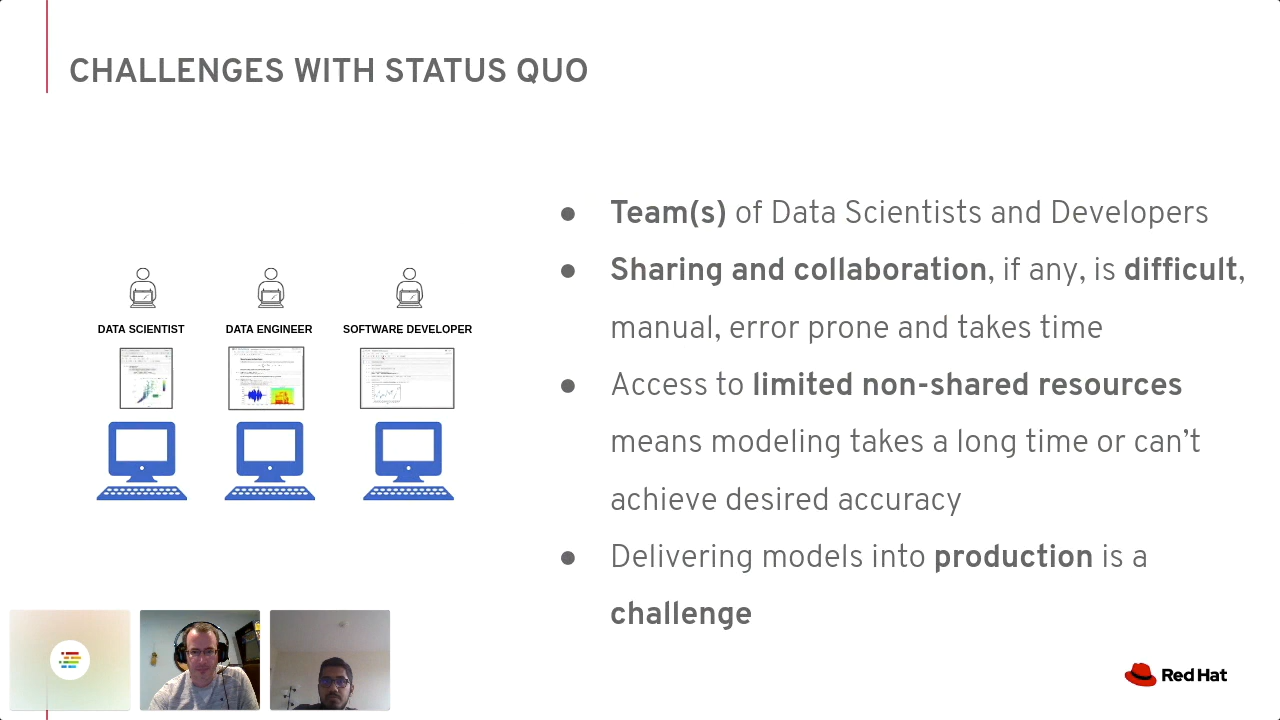 CHALLENGES WITH STATUS QUO
DATA SCIENTIST
DATA ENGINEER
SOFTWARE DEVELOPER
● Team(s) of Data Scientists and Developers
● Sharing and collaboration, if any, is difficult,
manual, error prone and takes time
● Access to limited non-shared resources
means modeling takes a long time or can’t
achieve desired accuracy
● Delivering models into production is a
challenge
Red Hat